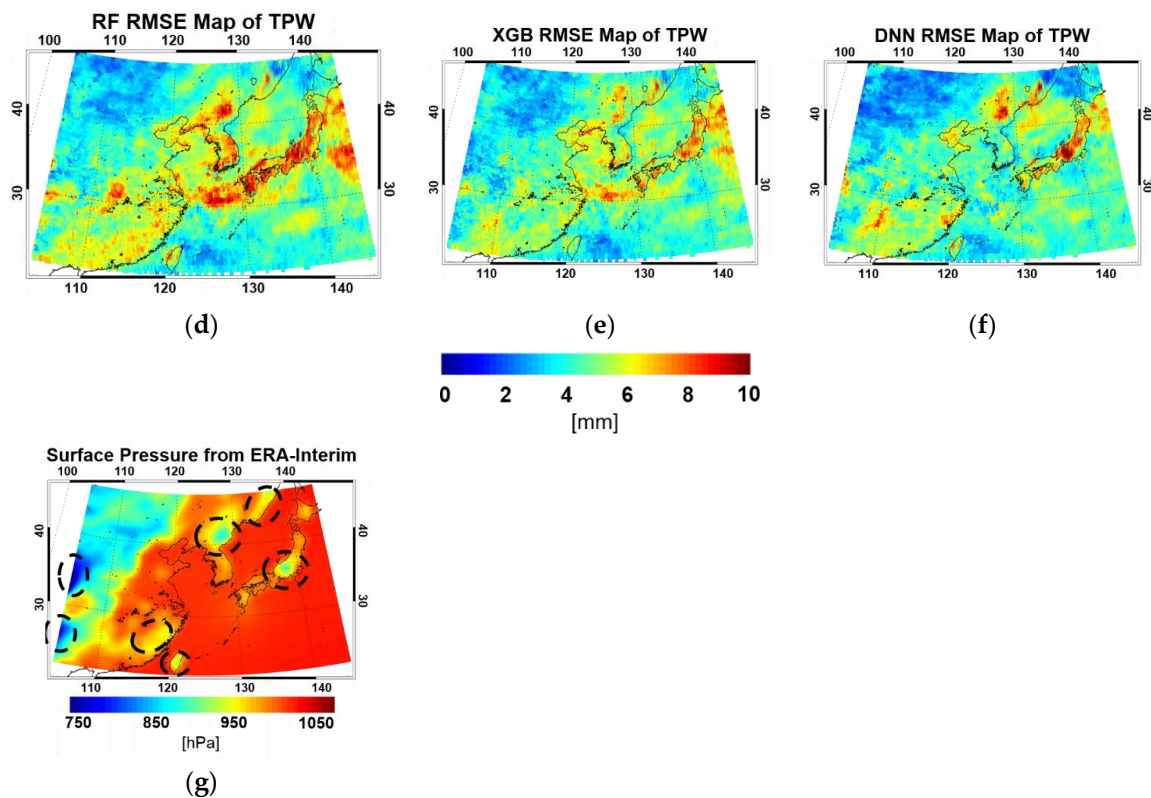 RF RMSE Map of TPW
XGB RMSE Map of TPW
DNN RMSE Map of TPW
100 110 120 130 140
100 110 120 130 140
100 110 120 130 140
40 40
40 40
40 40
30 30
30 30
30 30
110 120 130 140
110 120 130 140
110 120 130 140
(d)
(e)
(f)
0 2 4 6 8 10
[mm]
Surface Pressure from ERA-Interim
100 110 120 130 140
40 40
30 30
110 120 130 140
750 850 950 1050
[hPa]
(g)